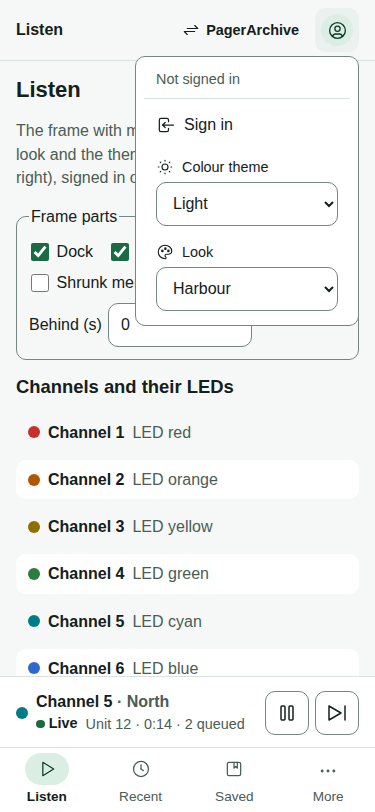 Listen
PagerArchive
Not signed in
Sign in
Colour theme
Light
Look
Harbour
Listen
The frame with m
look and the ther
right), signed in o
Frame parts
Dock
Shrunk me
Behind (s) 0
Channels and their LEDs
Channel 1 LED red
Channel 2 LED orange
Channel 3 LED yellow
Channel 4 LED green
Channel 5 LED cyan
Channel 6 LED blue
Channel 5 · North
Live Unit 12 · 0:14 · 2 queued
Listen Recent Saved More